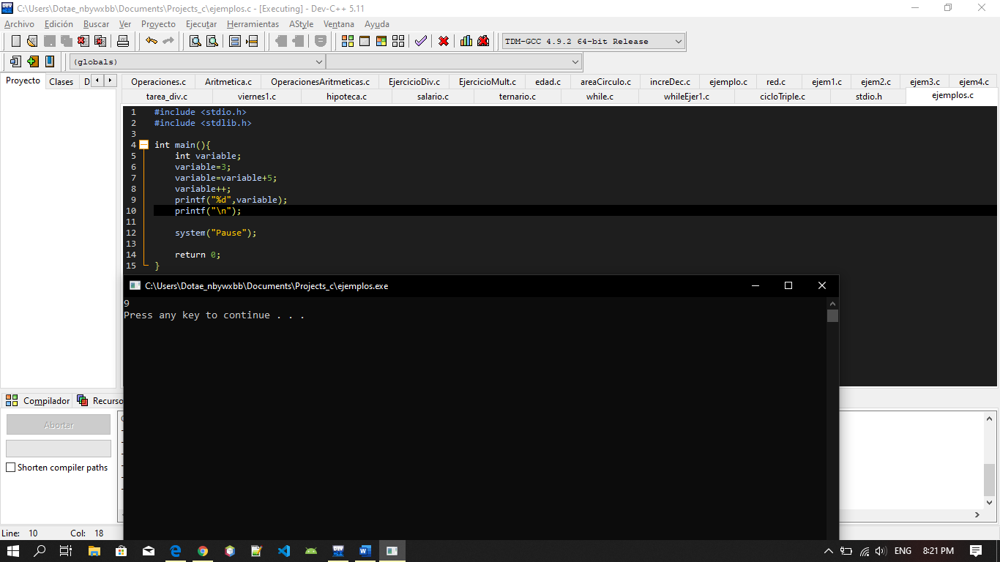 C:\Users\Dotae_nbywxbb\Documents\Projects_c\ejemplos.c - [Executing] - Dev-C++ 5.11
Archivo Edición Buscar Ver Proyecto Ejecutar Herramientas AStyle Ventana Ayuda
TDM-GCC 4.9.2 64-bit Release
(globals)
Proyecto Clases D
Operaciones.c Aritmetica.c OperacionesAritmeticas.c EjercicioDiv.c EjercicioMult.c edad.c areaCirculo.c increDec.c ejemplo.c red.c ejem1.c ejem2.c ejem3.c ejem4.c
tarea_div.c viernes1.c hipoteca.c salario.c ternario.c while.c whileEjer1.c cicloTriple.c stdio.h ejemplos.c
1 #include <stdio.h>
2 #include <stdlib.h>
3
4 int main(){
5 int variable;
6 variable=3;
7 variable=variable+5;
8 variable++;
9 printf("%d",variable);
10 printf("\n");
11
12 system("Pause");
13
14 return 0;
15 }
C:\Users\Dotae_nbywxbb\Documents\Projects_c\ejemplos.exe
9
Press any key to continue . . .
Compilador Recurso
Abortar
Shorten compiler paths
Line: 10 Col: 18
ENG 8:21 PM